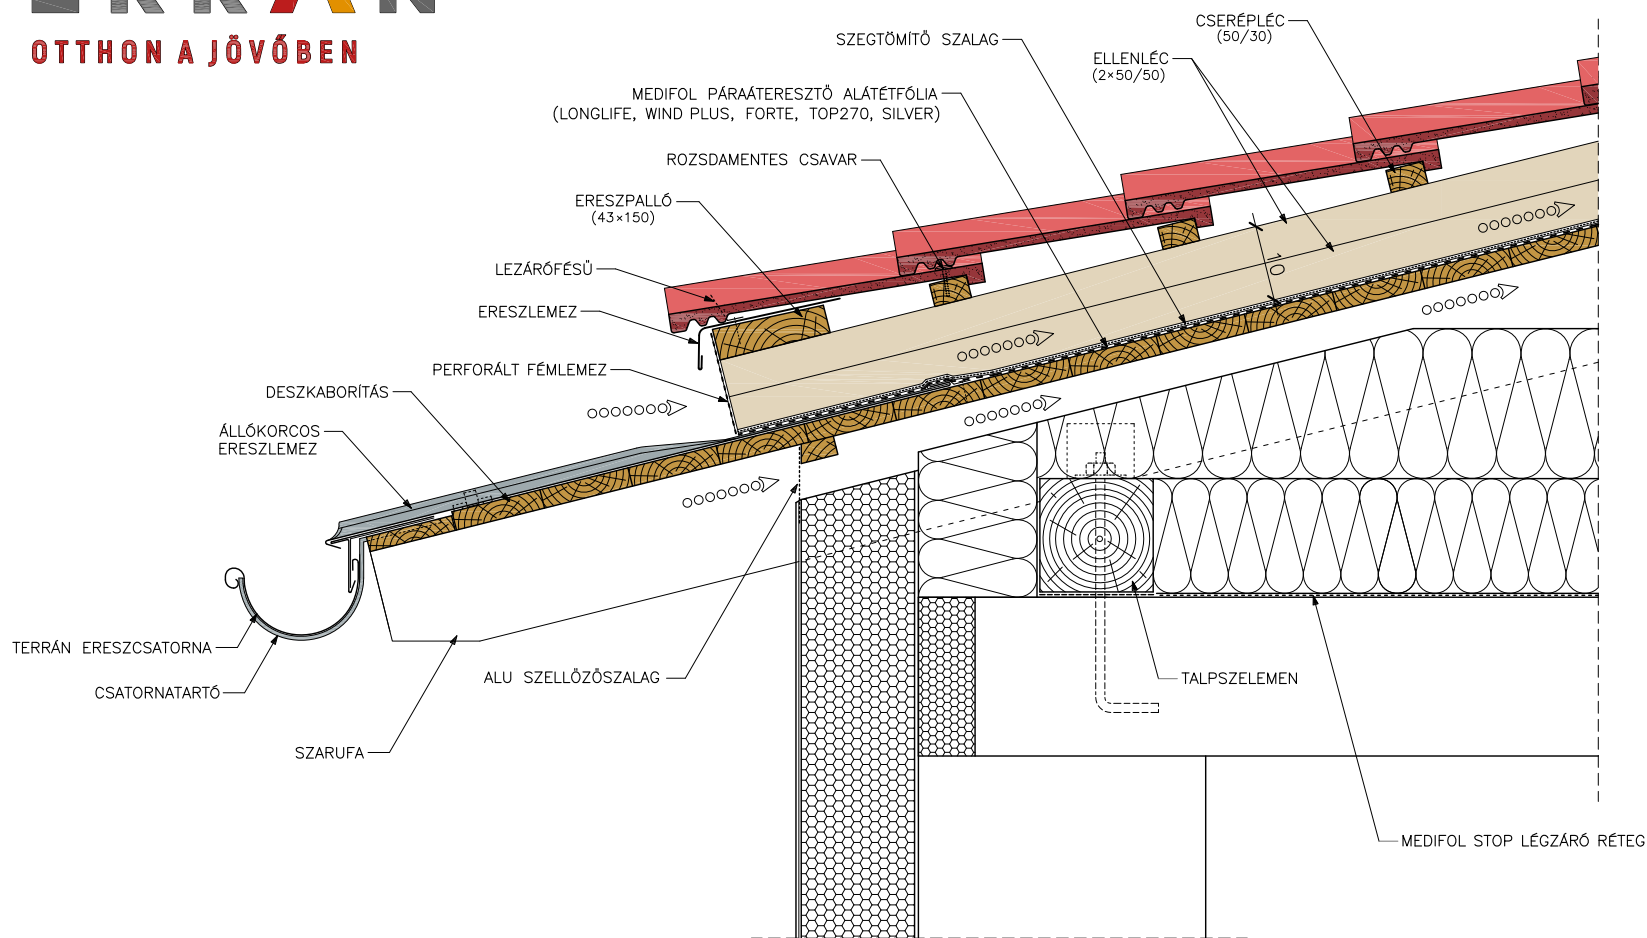 OTTHON A JÖVŐBEN
CSERÉPLÉC
(50/30)
SZEGTÖMÍTŐ SZALAG
ELLENLÉC
(2×50/50)
MEDIFOL PÁRAÁTERESZTŐ ALÁTÉTFÓLIA
(LONGLIFE, WIND PLUS, FORTE, TOP270, SILVER)
ROZSDAMENTES CSAVAR
ERESZPALLÓ
(43×150)
LEZÁRÓFÉSŰ
10
ERESZLEMEZ
PERFORÁLT FÉMLEMEZ
DESZKABORÍTÁS
ÁLLÓKORCOS
ERESZLEMEZ
TERRÁN ERESZCSATORNA
CSATORNATARTÓ
ALU SZELLŐZŐSZALAG
TALPSZELEMEN
SZARUFA
MEDIFOL STOP LÉGZÁRÓ RÉTEG